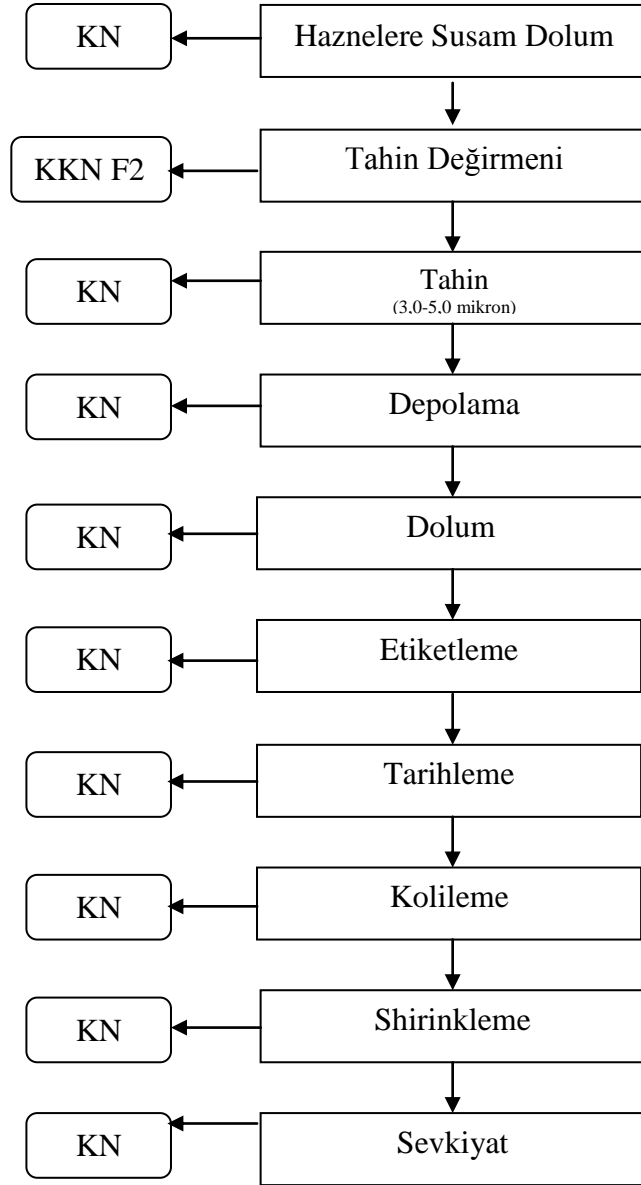 KN
Haznelere Susam Dolum
KKN F2
Tahin Değirmeni
KN
Tahin
(3,0-5,0 mikron)
KN
Depolama
KN
Dolum
KN
Etiketleme
KN
Tarihleme
KN
Kolileme
KN
Shirinkleme
KN
Sevkiyat